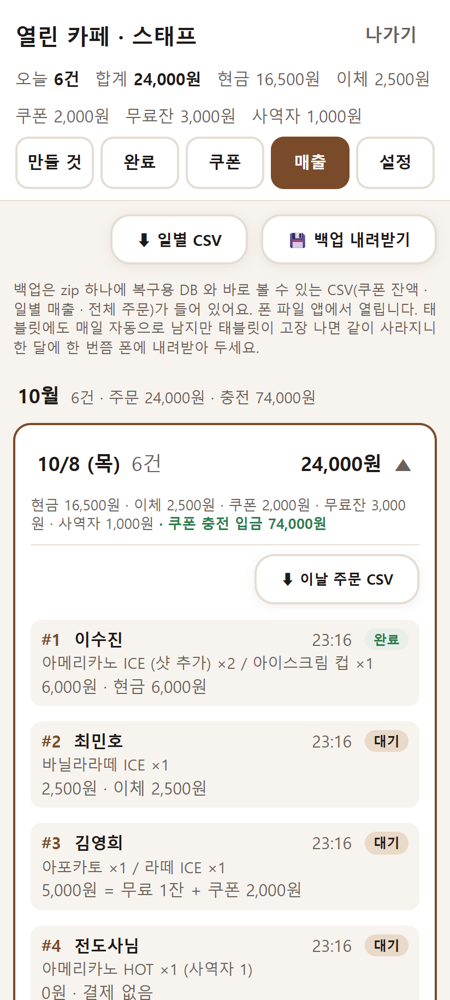 열린 카페 · 스태프 나가기
오늘 6건 합계 24,000원 현금 16,500원 이체 2,500원
쿠폰 2,000원 무료잔 3,000원 사역자 1,000원
만들 것 완료 쿠폰 매출 설정
⬇ 일별 CSV 💾 백업 내려받기
백업은 zip 하나에 복구용 DB 와 바로 볼 수 있는 CSV(쿠폰 잔액 ·
일별 매출 · 전체 주문)가 들어 있어요. 폰 파일 앱에서 열립니다. 태
블릿에도 매일 자동으로 남지만 태블릿이 고장 나면 같이 사라지니
한 달에 한 번쯤 폰에 내려받아 두세요.
10월 6건 · 주문 24,000원 · 충전 74,000원
10/8 (목) 6건 24,000원 ▲
현금 16,500원 · 이체 2,500원 · 쿠폰 2,000원 · 무료잔 3,000
원 · 사역자 1,000원 · 쿠폰 충전 입금 74,000원
⬇ 이날 주문 CSV
#1 이수진 23:16 완료
아메리카노 ICE (샷 추가) ×2 / 아이스크림 컵 ×1
6,000원 · 현금 6,000원
#2 최민호 23:16 대기
바닐라라떼 ICE ×1
2,500원 · 이체 2,500원
#3 김영희 23:16 대기
아포카토 ×1 / 라떼 ICE ×1
5,000원 = 무료 1잔 + 쿠폰 2,000원
#4 전도사님 23:16 대기
아메리카노 HOT ×1 (사역자 1)
0원 · 결제 없음